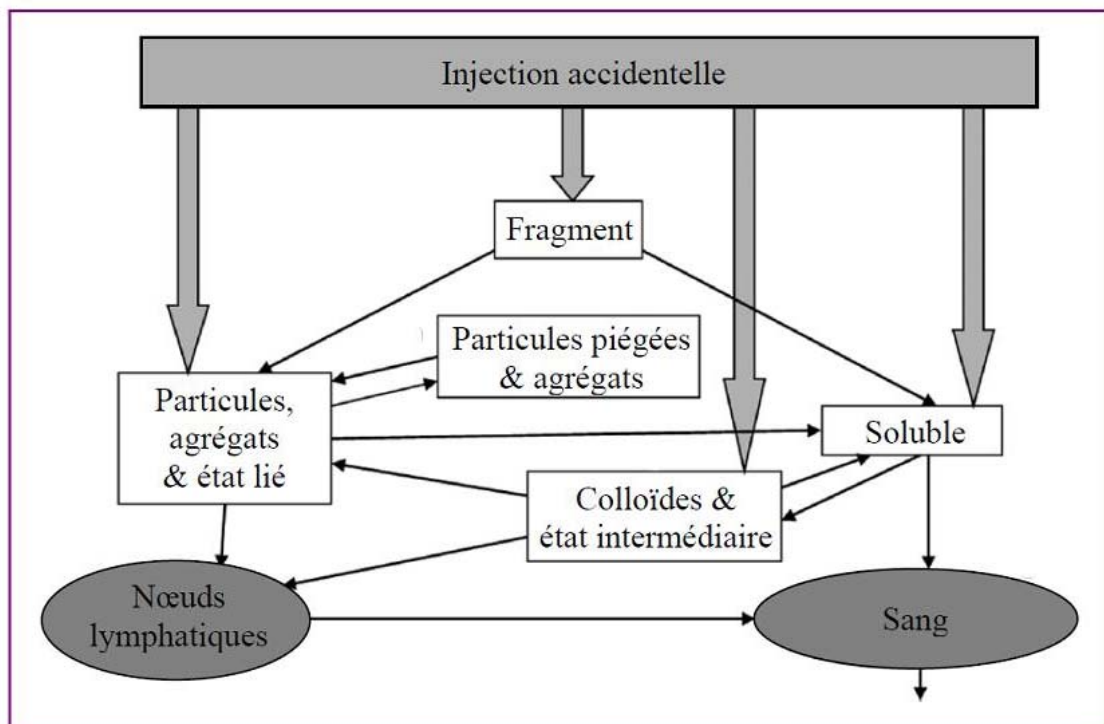 Injection accidentelle
Fragment
Particules piégées
& agrégats
Particules,
agrégats
& état lié
Soluble
Colloïdes &
état intermédiaire
Nœuds
lymphatiques
Sang